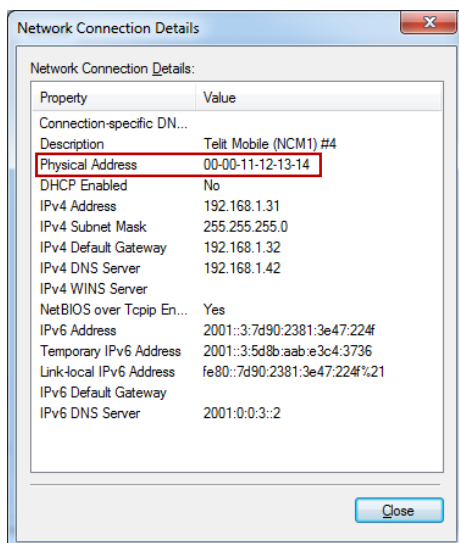 Network Connection Details
Network Connection Details:
Property Value
Connection-specific DN...
Description Telit Mobile (NCM1) #4
Physical Address 00-00-11-12-13-14
DHCP Enabled No
IPv4 Address 192.168.1.31
IPv4 Subnet Mask 255.255.255.0
IPv4 Default Gateway 192.168.1.32
IPv4 DNS Server 192.168.1.42
IPv4 WINS Server
NetBIOS over Tcpip En... Yes
IPv6 Address 2001::3:7d90:2381:3e47:224f
Temporary IPv6 Address 2001::3:5d8b:aab:e3c4:3736
Link-local IPv6 Address fe80::7d90:2381:3e47:224f%21
IPv6 Default Gateway
IPv6 DNS Server 2001:0:0:3::2
Close